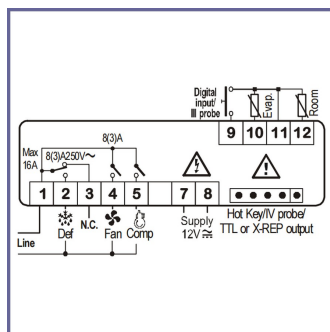 Digital
input/
III probe
Evap.
Room
9 10 11 12
8(3)A
Max
16A
8(3)A250V~
1 2 3 4 5 7 8
Line
Def
N.C.
Fan
Comp
Supply
12V≂
Hot Key/IV probe/
TTL or X-REP output